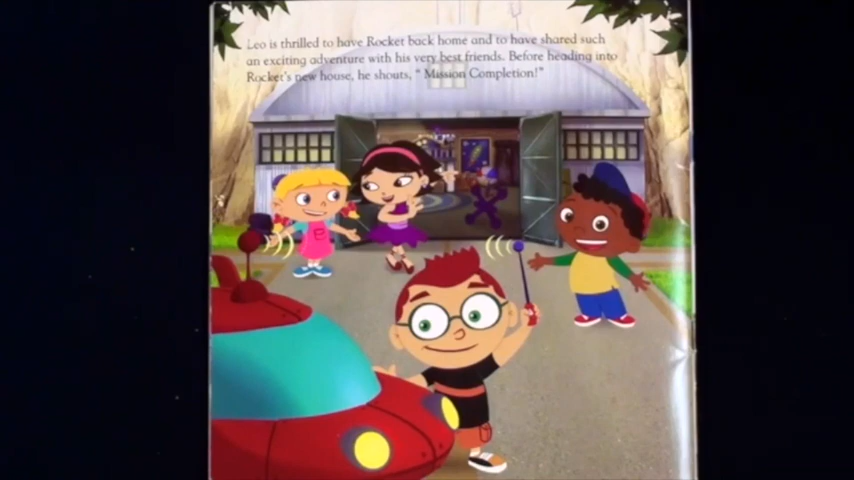 Leo is thrilled to have Rocket back home and to have shared such
an exciting adventure with his very best friends. Before heading into
Rocket's new house, he shouts, " Mission Completion!"